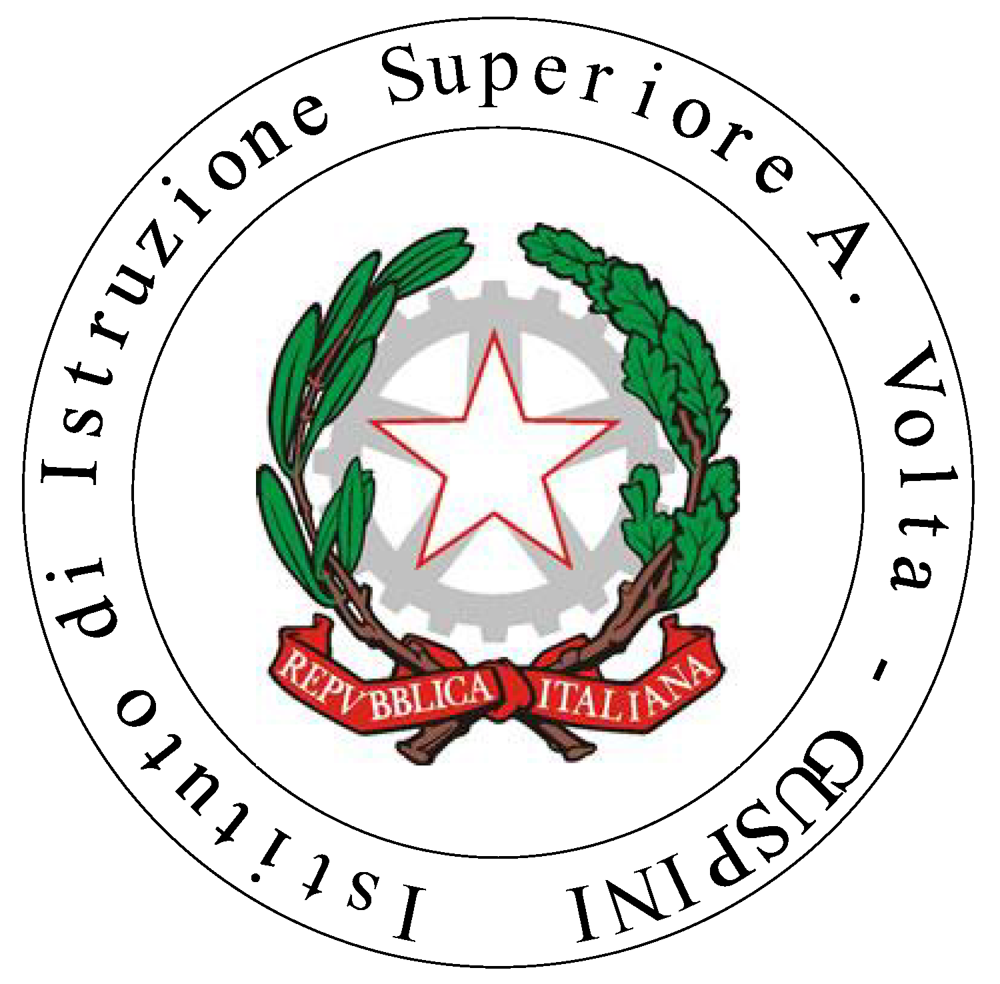 Istituto di Istruzione Superiore A. Volta - GUSPINI
REPVBBLICA ITALIANA